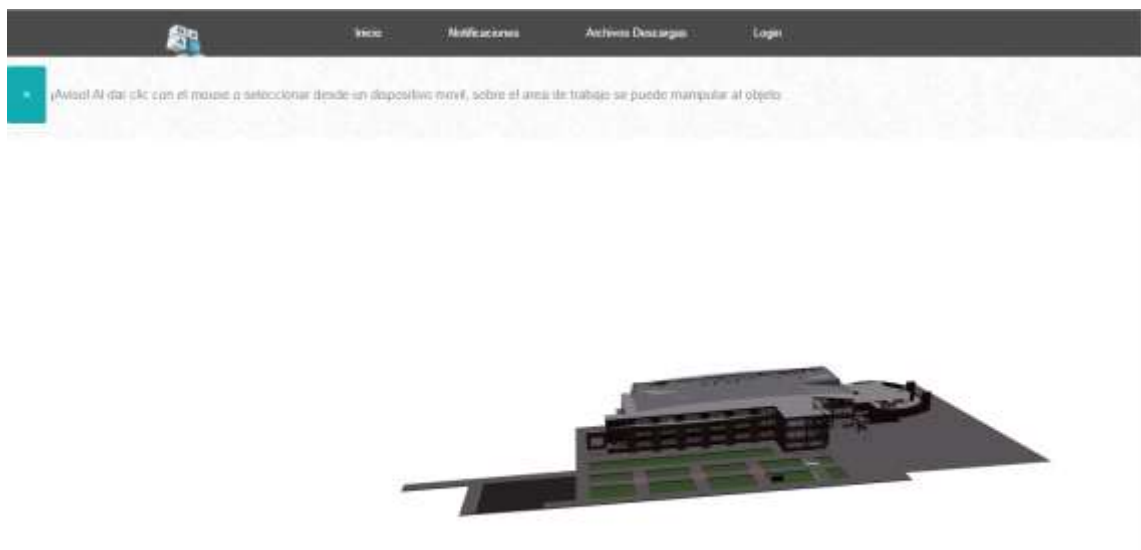 Inicio
Notificaciones
Archivos Descargas
Login
¡Aviso! Al dar clic con el mouse o seleccionar desde un dispositivo movil, sobre el area de trabajo se puede manipular al objeto